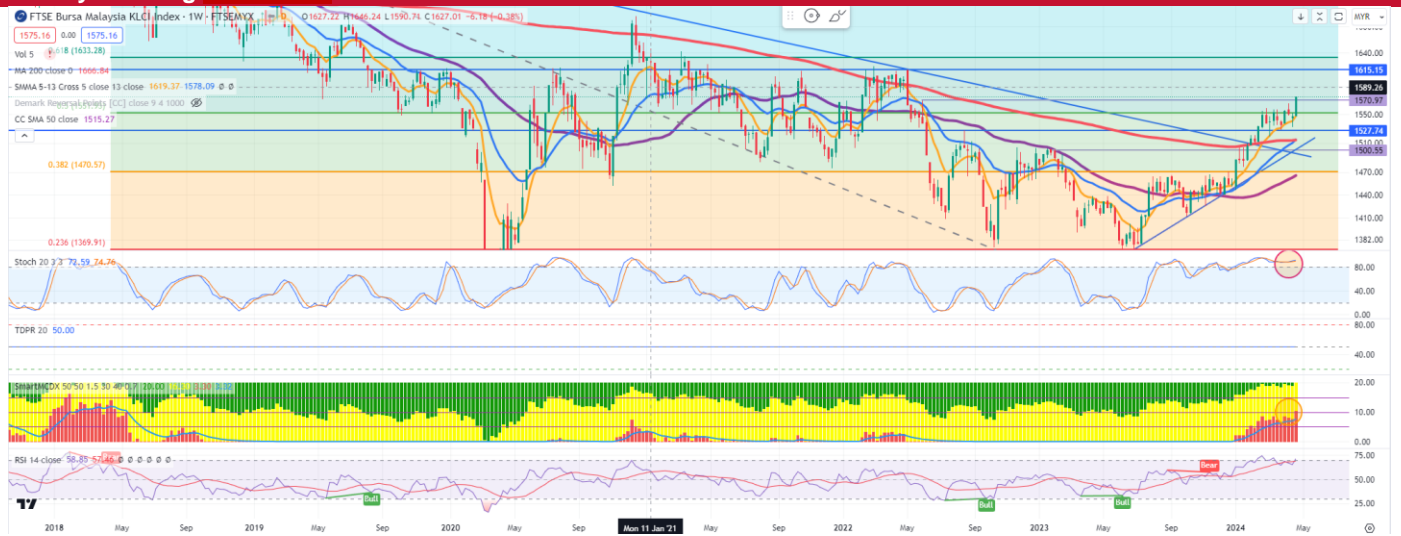 FTSE Bursa Malaysia KLCI Index · 1W · FTSEMYX O1627.22 H1646.24 L1590.74 C1627.01 -6.18 (-0.38%)
MYR
1575.16 0.00 1575.16
Vol 5
0.618 (1633.28)
MA 200 close 0 1666.84
SMMA 5-13 Cross 5 close 13 close 1619.37 1578.09 ∅ ∅
Demark Reversal Points [CC] close 9 4 1000
CC SMA 50 close 1515.27
0.382 (1470.57)
0.236 (1369.91)
1640.00
1615.15
1589.26
1570.97
1550.00
1527.74
1510.00
1500.55
1470.00
1440.00
1410.00
1382.00
Stoch 20 3 3 72.59 74.76
80.00
40.00
0.00
TDPR 20 50.00
80.00
40.00
SmartMCDX 50 50 1.5 30 40 0.7 20.00
20.00
10.00
0.00
RSI 14 close 58.85 57.46 ∅ ∅ ∅ ∅ ∅ ∅
75.00
50.00
25.00
Bull
Bull
Bull
Bear
2018 May Sep 2019 May Sep 2020 May Sep Mon 11 Jan '21 May Sep 2022 May Sep 2023 May Sep 2024 May